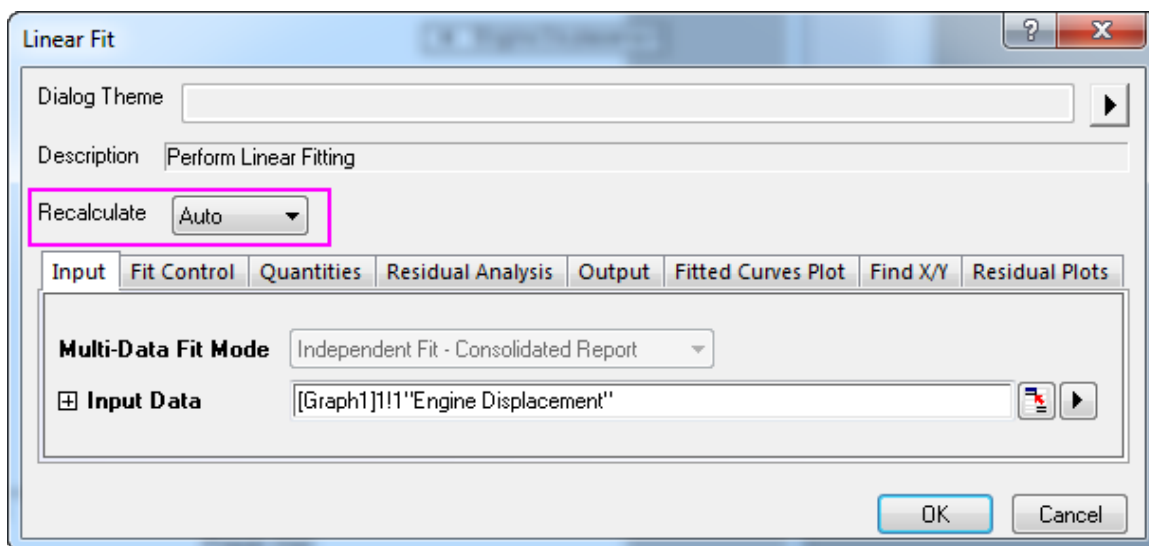 Linear Fit
Dialog Theme
Description Perform Linear Fitting
Recalculate Auto
Input Fit Control Quantities Residual Analysis Output Fitted Curves Plot Find X/Y Residual Plots
Multi-Data Fit Mode Independent Fit - Consolidated Report
Input Data [Graph1]1!1"Engine Displacement"
OK Cancel